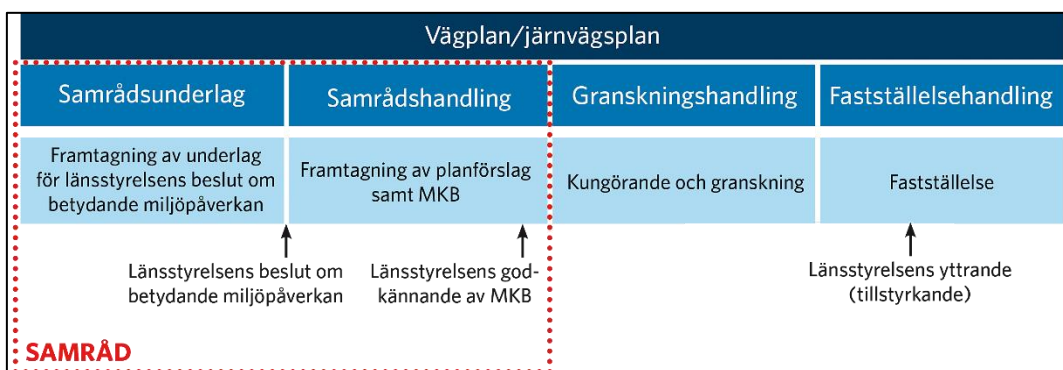 Vägplan/järnvägsplan
Samrådsunderlag
Samrådshandling
Granskningshandling
Fastställelsehandling
Framtagning av underlag
för länsstyrelsens beslut om
betydande miljöpåverkan
Framtagning av planförslag
samt MKB
Kungörande och granskning
Fastställelse
Länsstyrelsens beslut om
betydande miljöpåverkan
Länsstyrelsens god-
kännande av MKB
Länsstyrelsens yttrande
(tillstyrkande)
SAMRÅD